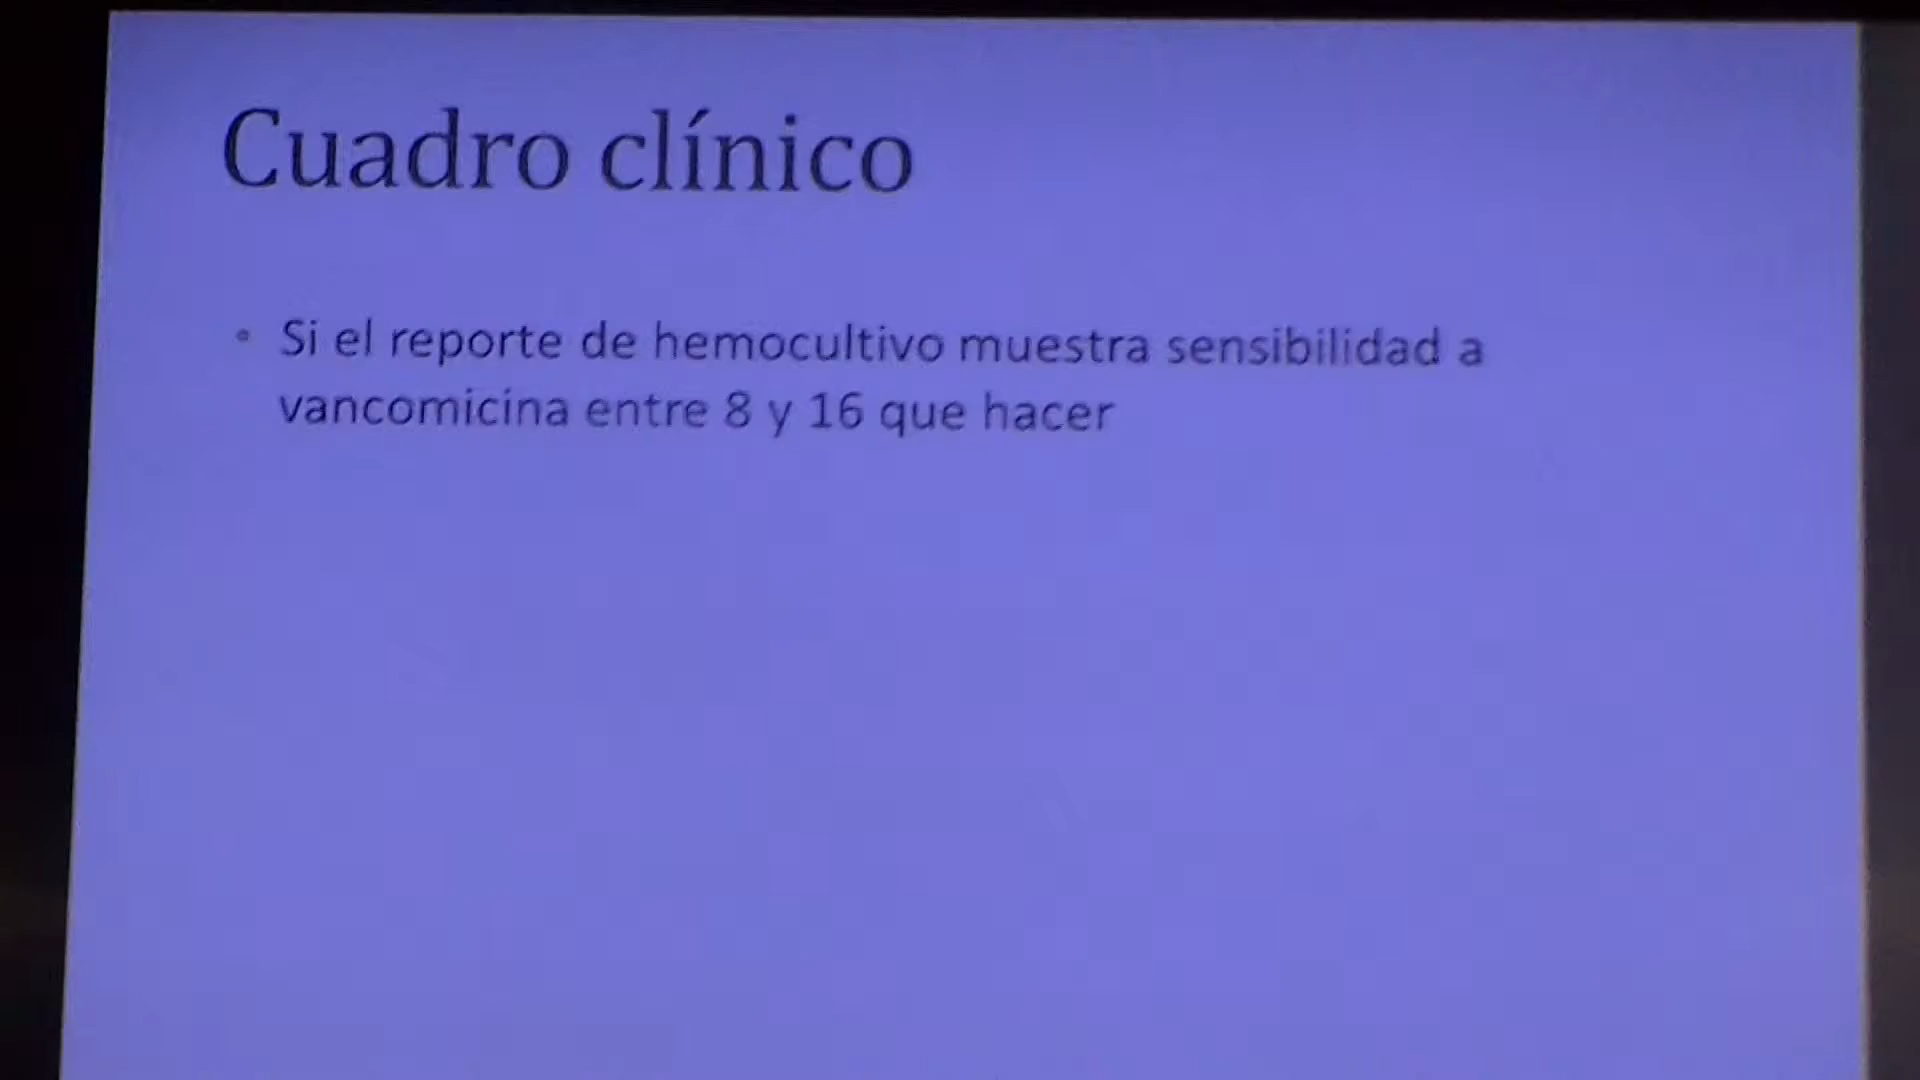 Cuadro clínico
• Si el reporte de hemocultivo muestra sensibilidad a
vancomicina entre 8 y 16 que hacer